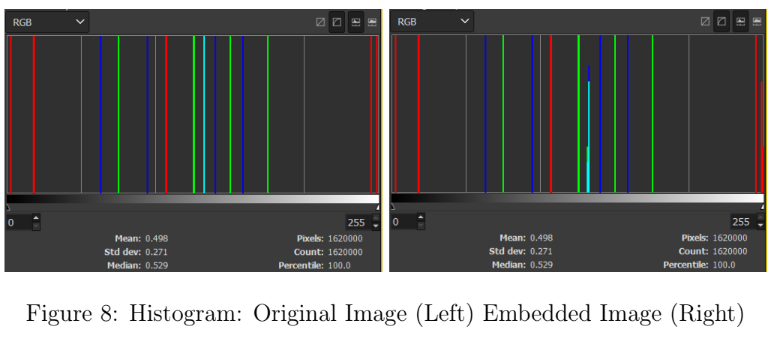 RGB
0 255
Mean: 0.498 Pixels: 1620000
Std dev: 0.271 Count: 1620000
Median: 0.529 Percentile: 100.0
RGB
0 255
Mean: 0.498 Pixels: 1620000
Std dev: 0.271 Count: 1620000
Median: 0.529 Percentile: 100.0
Figure 8: Histogram: Original Image (Left) Embedded Image (Right)